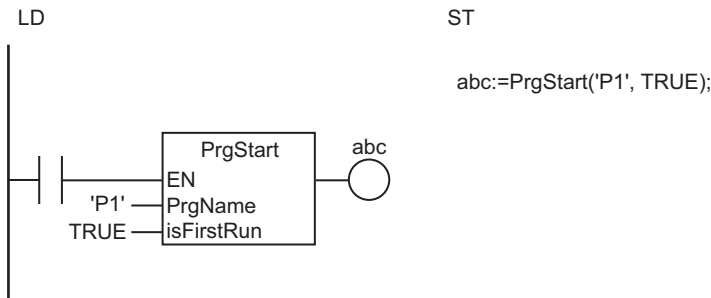 LD
ST
abc:=PrgStart('P1', TRUE);
PrgStart
abc
EN
'P1'
PrgName
TRUE
isFirstRun